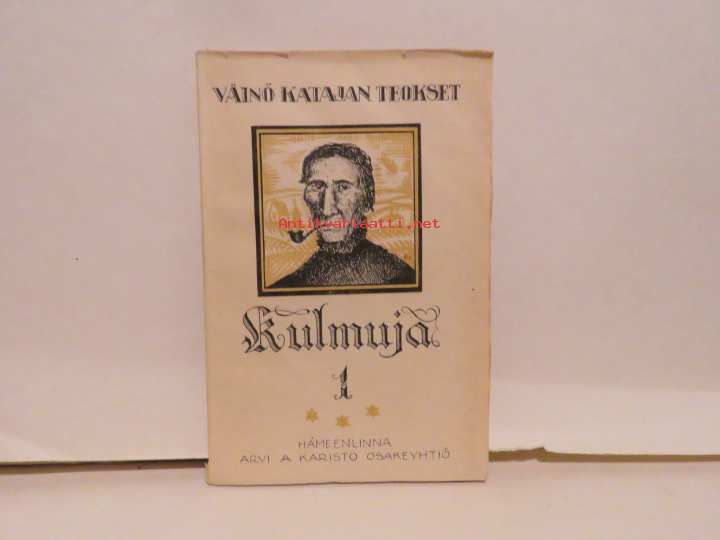 VÄINÖ KATAJAN TEOKSET
Antikvariaatti.net
Kulmuja
1
HÄMEENLINNA
ARVI A KARISTO OSAKEYHTIÖ